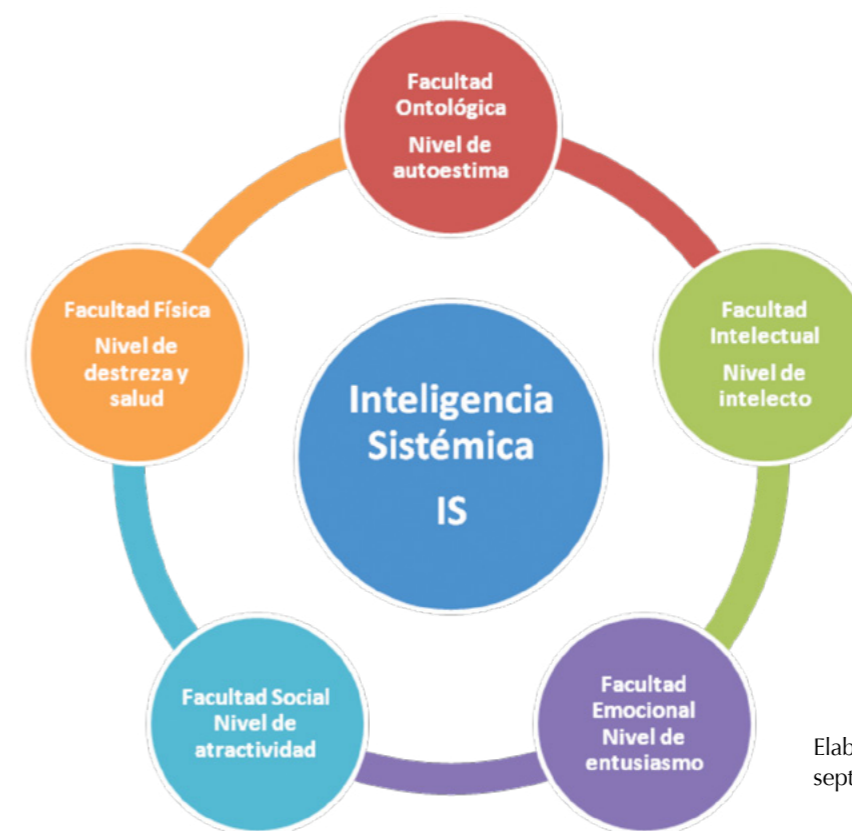 Facultad
Ontológica
Nivel de
autoestima
Facultad Física
Nivel de
destreza y
salud
Facultad
Intelectual
Nivel de
intelecto
Inteligencia
Sistémica
IS
Facultad Social
Nivel de
atractividad
Facultad
Emocional
Nivel de
entusiasmo